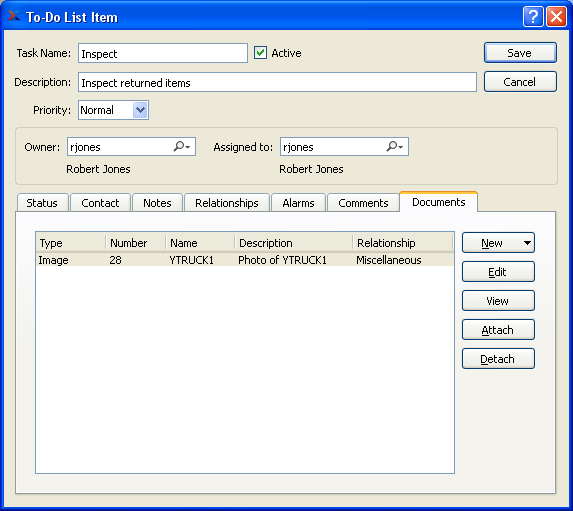 To-Do List Item
Task Name: Inspect Active Save
Description: Inspect returned items Cancel
Priority: Normal
Owner: rjones Assigned to: rjones
Robert Jones Robert Jones
Status Contact Notes Relationships Alarms Comments Documents
Type Number Name Description Relationship New
Image 28 YTRUCK1 Photo of YTRUCK1 Miscellaneous
Edit
View
Attach
Detach